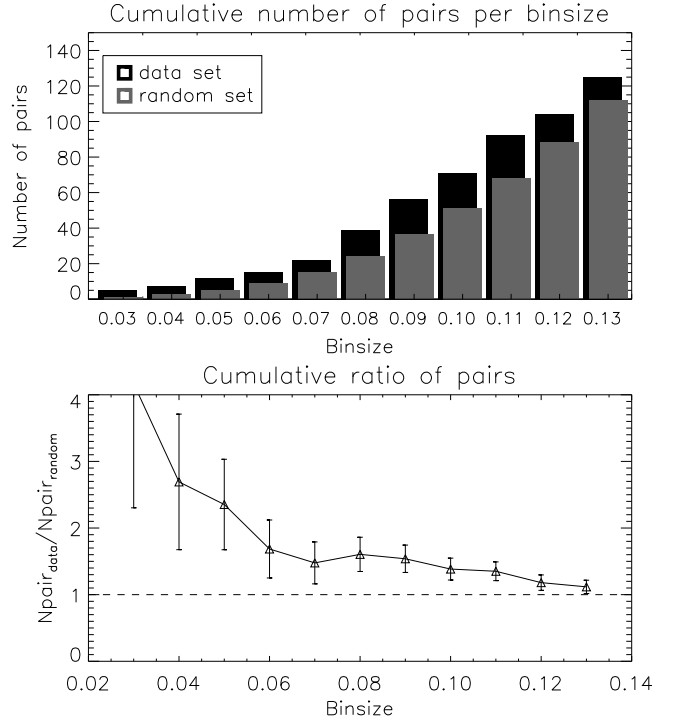 Cumulative number of pairs per binsize
Number of pairs
140
120
100
80
60
40
20
0
data set
random set
0.03 0.04 0.05 0.06 0.07 0.08 0.09 0.10 0.11 0.12 0.13
Binsize
Cumulative ratio of pairs
Npair_data/Npair_random
4
3
2
1
0
0.02 0.04 0.06 0.08 0.10 0.12 0.14
Binsize